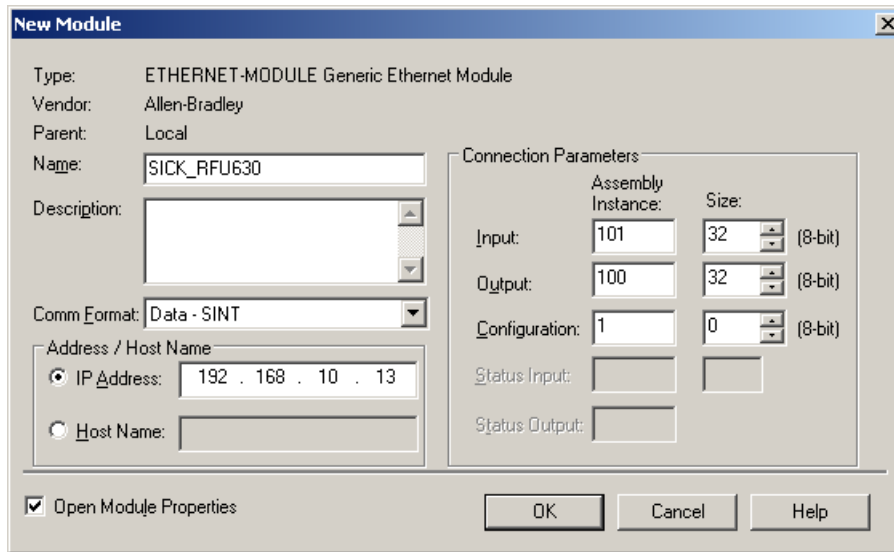 New Module
Type: ETHERNET-MODULE Generic Ethernet Module
Vendor: Allen-Bradley
Parent: Local
Name: SICK_RFU630
Description:
Comm Format: Data - SINT
Address / Host Name
IP Address: 192 . 168 . 10 . 13
Host Name:
Connection Parameters
Assembly Instance: Size:
Input: 101 32 (8-bit)
Output: 100 32 (8-bit)
Configuration: 1 0 (8-bit)
Status Input:
Status Output:
Open Module Properties
OK Cancel Help